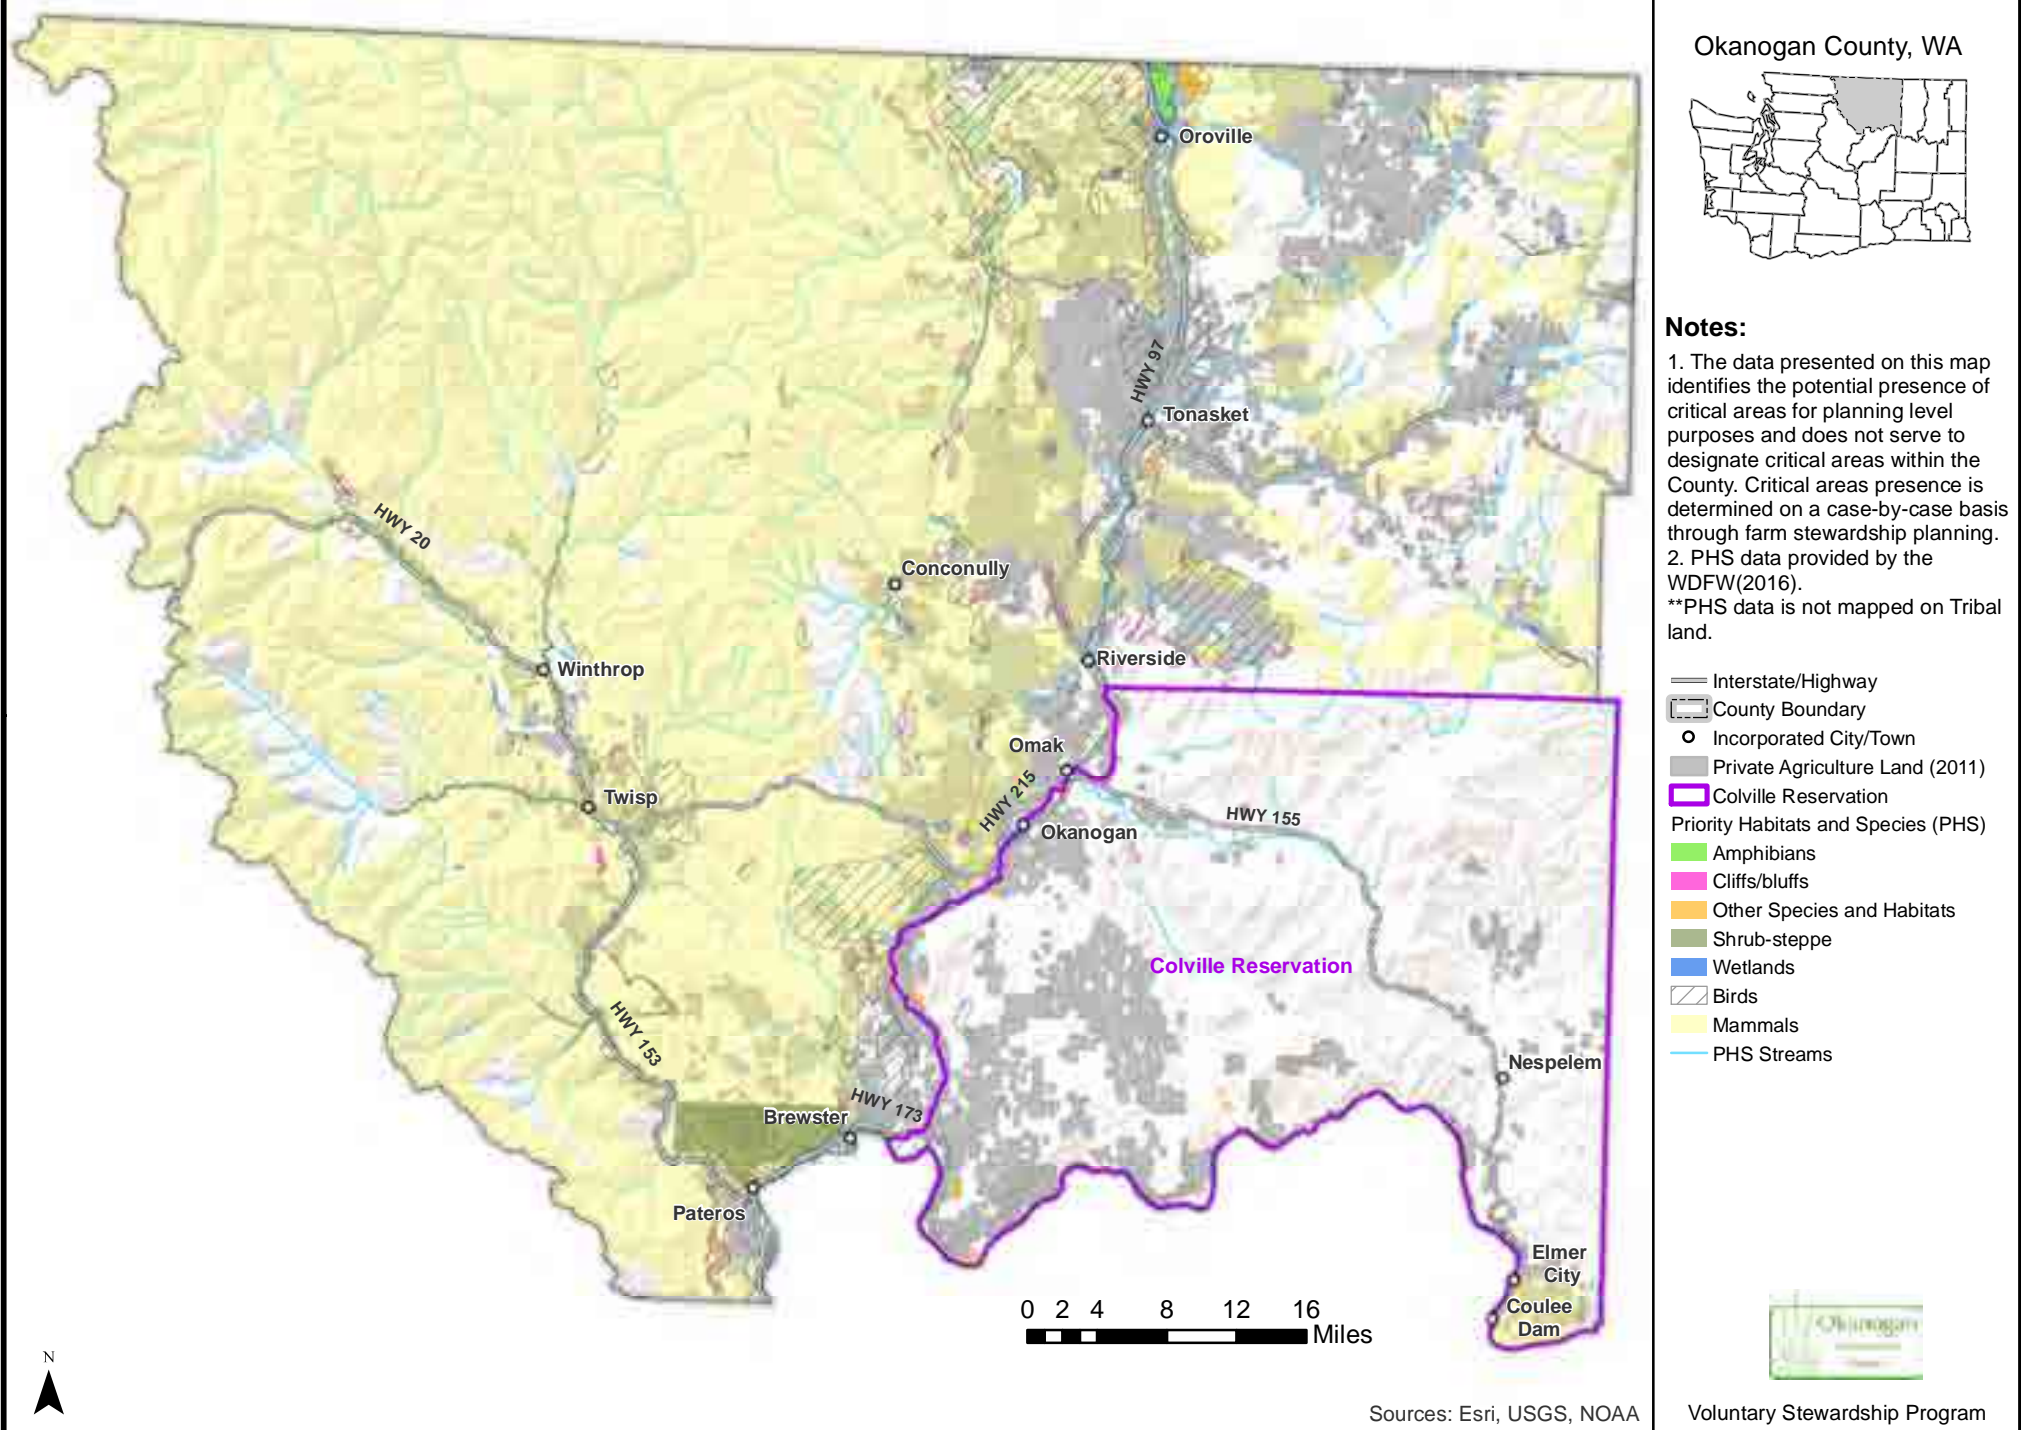 Oroville
HWY 97
Tonasket
HWY 20
Conconully
Winthrop
Riverside
Omak
Twisp
HWY 215
HWY 155
Okanogan
Colville Reservation
HWY 153
Nespelem
Brewster
HWY 173
Pateros
Elmer
City
Coulee
Dam
0 2 4 8 12 16
Miles
N
Sources: Esri, USGS, NOAA
Okanogan County, WA
Notes:
1. The data presented on this map
identifies the potential presence of
critical areas for planning level
purposes and does not serve to
designate critical areas within the
County. Critical areas presence is
determined on a case-by-case basis
through farm stewardship planning.
2. PHS data provided by the
WDFW(2016).
**PHS data is not mapped on Tribal
land.
Interstate/Highway
County Boundary
Incorporated City/Town
Private Agriculture Land (2011)
Colville Reservation
Priority Habitats and Species (PHS)
Amphibians
Cliffs/bluffs
Other Species and Habitats
Shrub-steppe
Wetlands
Birds
Mammals
PHS Streams
Okanogan
Voluntary Stewardship Program